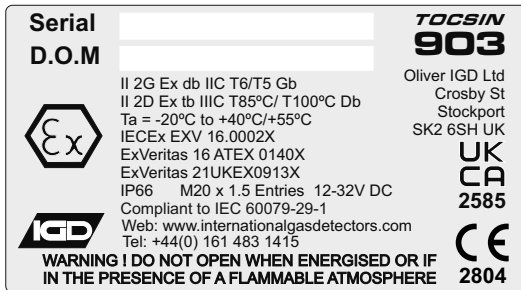 Serial
D.O.M
TOCSIN
903
Oliver IGD Ltd
Crosby St
Stockport
SK2 6SH UK
II 2G Ex db IIC T6/T5 Gb
II 2D Ex tb IIIC T85ºC/ T100ºC Db
Ta = -20ºC to +40ºC/+55ºC
IECEx EXV 16.0002X
ExVeritas 16 ATEX 0140X
ExVeritas 21UKEX0913X
IP66 M20 x 1.5 Entries 12-32V DC
Compliant to IEC 60079-29-1
Web: www.internationalgasdetectors.com
Tel: +44(0) 161 483 1415
Ex
IGD
UK
CA
2585
CE
2804
WARNING ! DO NOT OPEN WHEN ENERGISED OR IF
IN THE PRESENCE OF A FLAMMABLE ATMOSPHERE